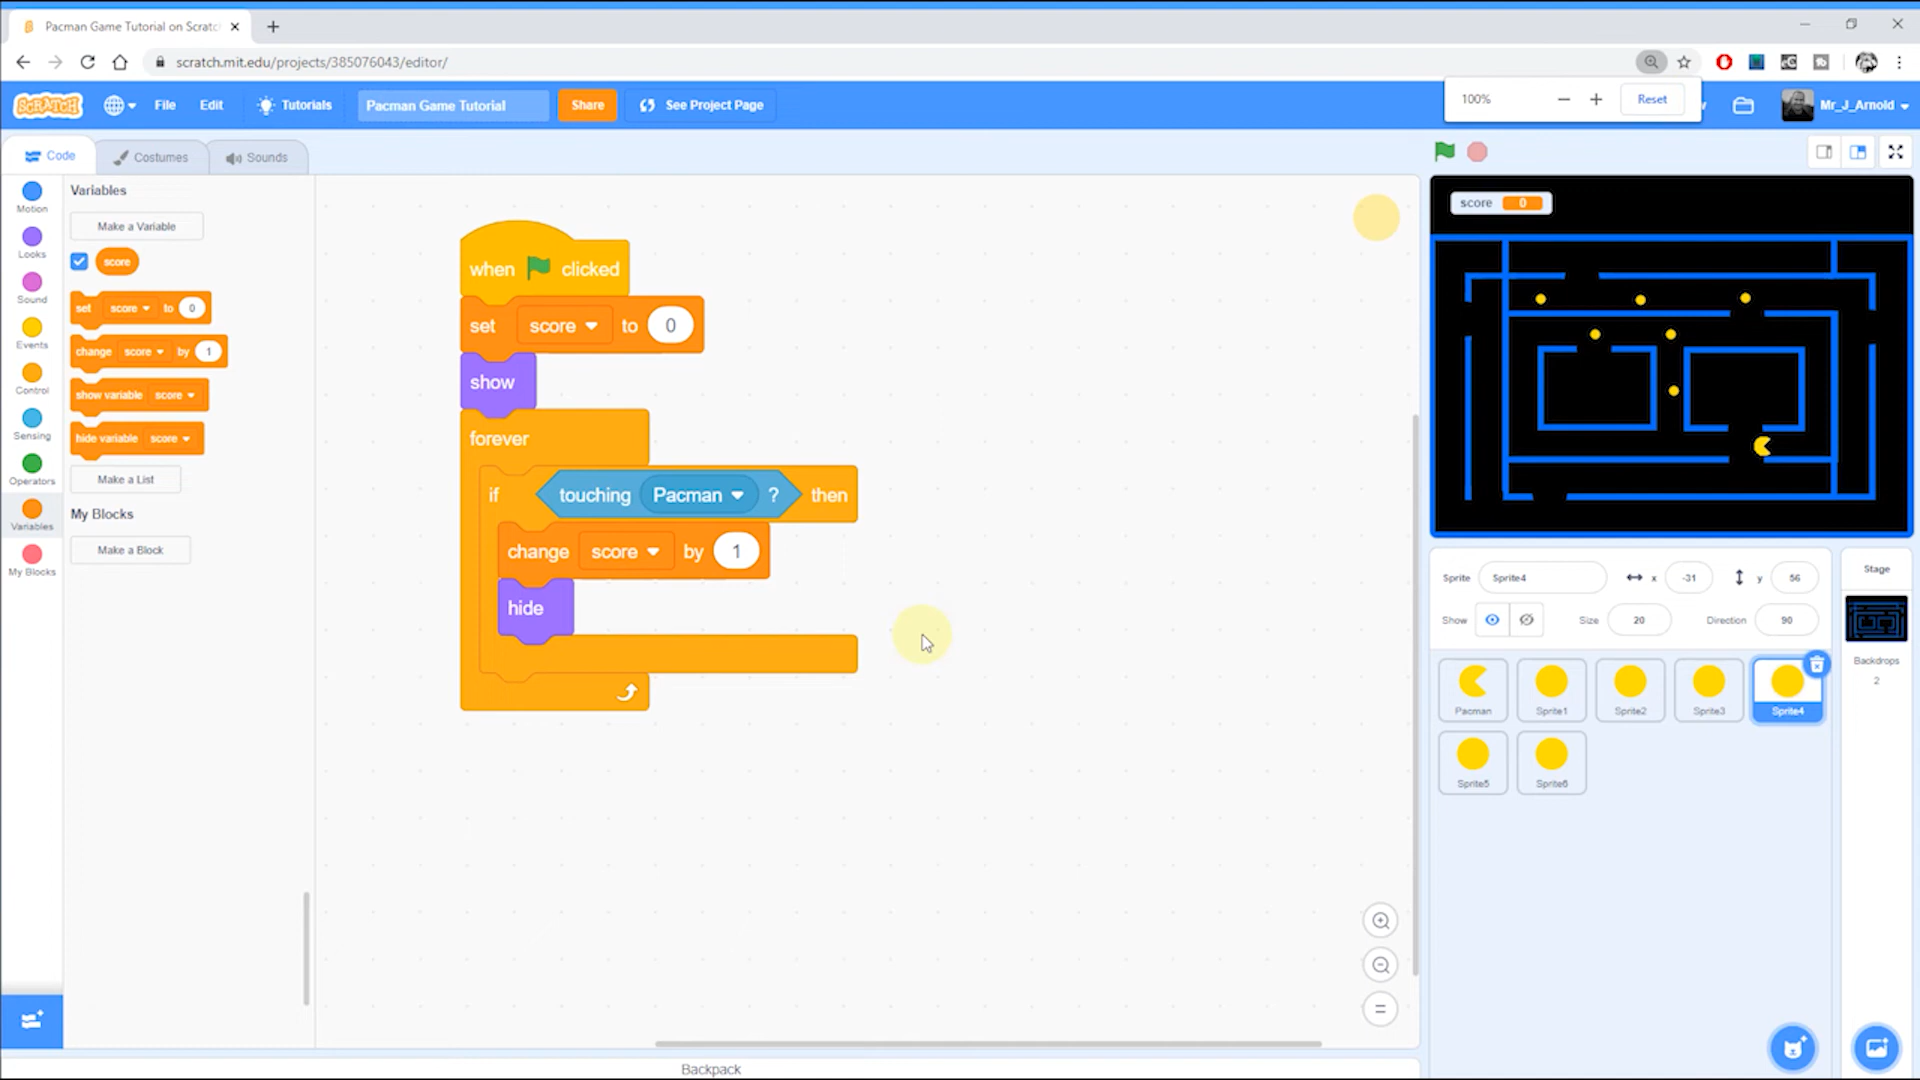 Pacman Game Tutorial on Scratc
scratch.mit.edu/projects/385076043/editor/
100%
Reset
SCRATCH
File
Edit
Tutorials
Pacman Game Tutorial
Share
See Project Page
Mr_J_Arnold
Code
Costumes
Sounds
Motion
Looks
Sound
Events
Control
Sensing
Operators
Variables
My Blocks
Variables
Make a Variable
score
set score to 0
change score by 1
show variable score
hide variable score
Make a List
My Blocks
Make a Block
when clicked
set score to 0
show
forever
if touching Pacman ? then
change score by 1
hide
score 0
Sprite Sprite4 x -31 y 56
Show Size 20 Direction 90
Pacman
Sprite1
Sprite2
Sprite3
Sprite4
Sprite5
Sprite6
Stage
Backdrops
2
Backpack